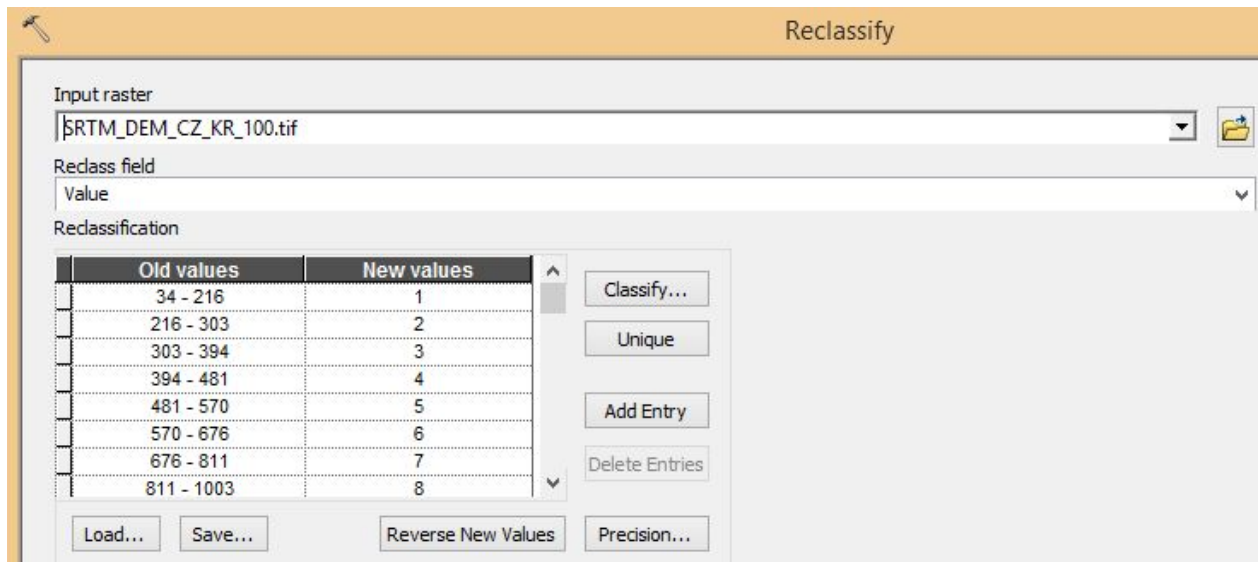 Reclassify
Input raster
SRTM_DEM_CZ_KR_100.tif
Reclass field
Value
Reclassification
Old values New values
34 - 216 1
216 - 303 2
303 - 394 3
394 - 481 4
481 - 570 5
570 - 676 6
676 - 811 7
811 - 1003 8
Classify...
Unique
Add Entry
Delete Entries
Load... Save... Reverse New Values Precision...